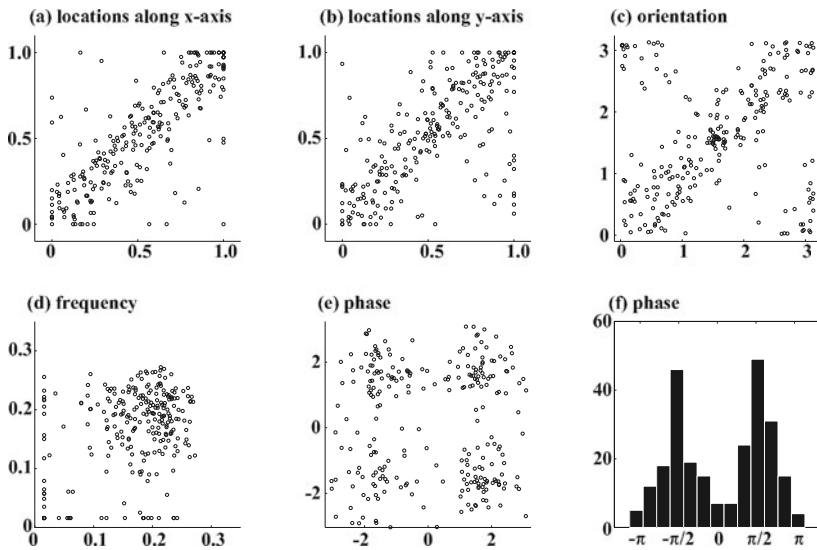 (a) locations along x-axis
(b) locations along y-axis
(c) orientation
1.0
0.5
0
0 0.5 1.0
1.0
0.5
0
0 0.5 1.0
3
2
1
0
0 1 2 3
(d) frequency
(e) phase
(f) phase
0.3
0.2
0.1
0
0 0.1 0.2 0.3
2
0
-2
-2 0 2
60
40
20
0
-π -π/2 0 π/2 π